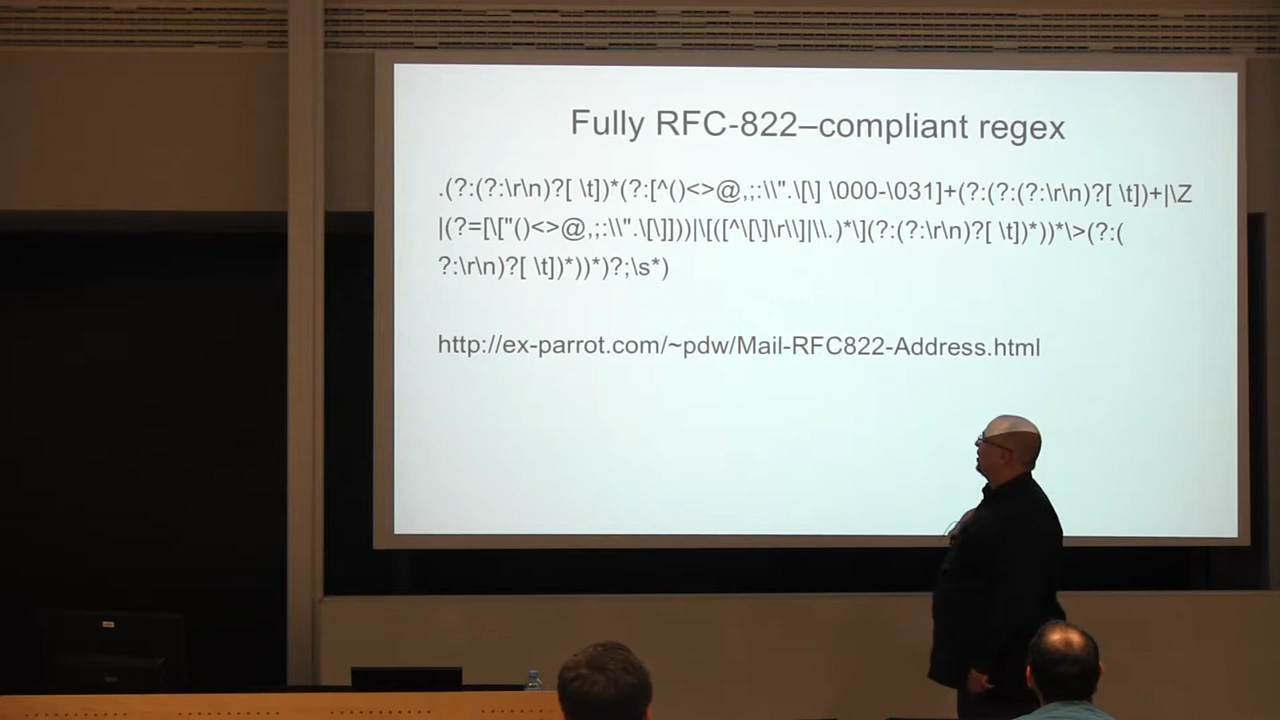 Fully RFC-822–compliant regex
.(?:(?:\r\n)?[ \t])*(?:[^()<>@,;:\\".\[\] \000-\031]+(?:(?:(?:\r\n)?[ \t])+|\Z
|(?=[\["()<>@,;:\\".\[\]]))|\[([^\[\]\r\\]|\\.)*\](?:(?:\r\n)?[ \t])*))*\>(?:(
?:\r\n)?[ \t])*))*)?;\s*)
http://ex-parrot.com/~pdw/Mail-RFC822-Address.html